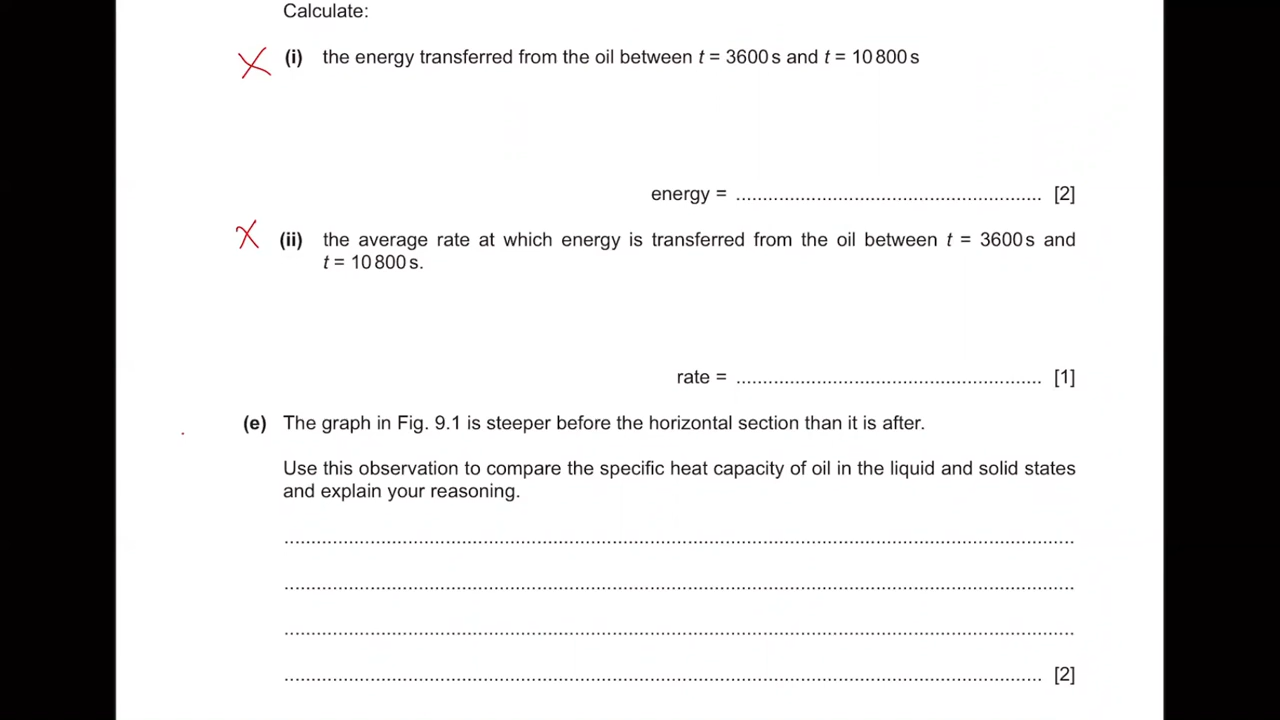 Calculate:
(i) the energy transferred from the oil between t = 3600 s and t = 10 800 s
energy = ........................................................ [2]
(ii) the average rate at which energy is transferred from the oil between t = 3600 s and
t = 10 800 s.
rate = ........................................................ [1]
(e) The graph in Fig. 9.1 is steeper before the horizontal section than it is after.
Use this observation to compare the specific heat capacity of oil in the liquid and solid states
and explain your reasoning.
..........................................................................................
..........................................................................................
..........................................................................................
.......................................................................................... [2]